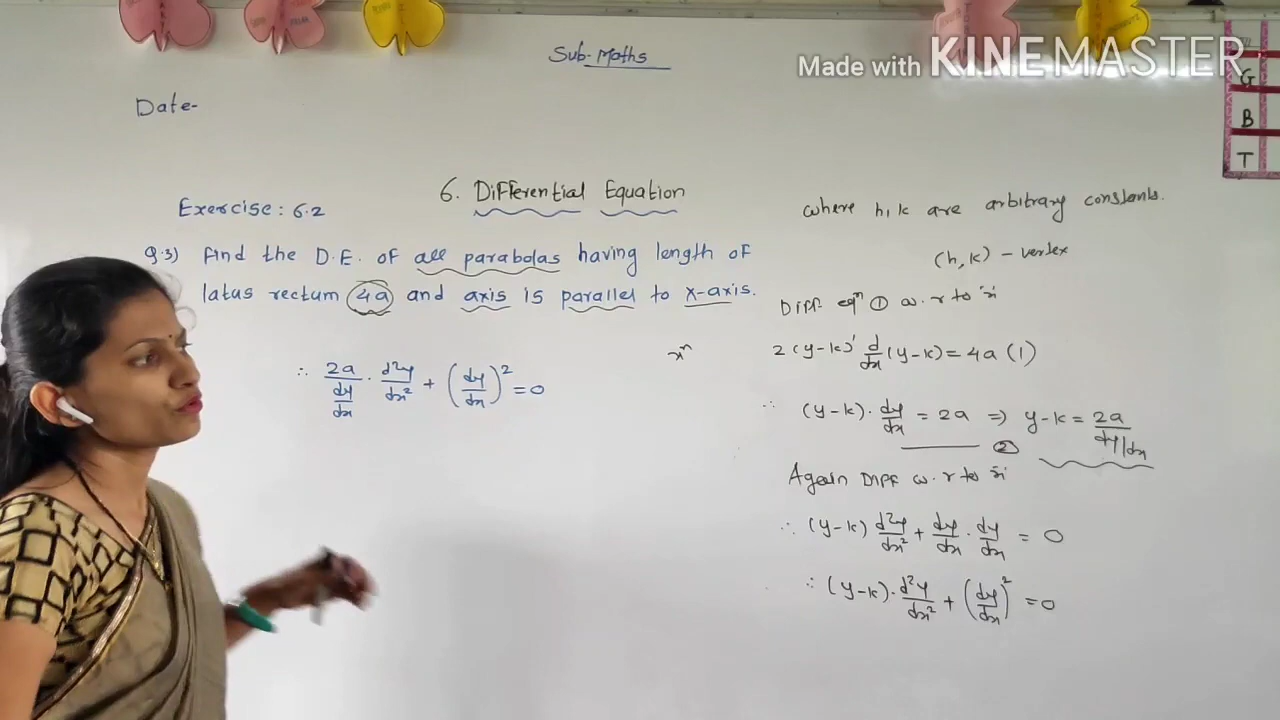 Sub- Maths
Made with KINEMASTER
Date-
6. Differential Equation
Exercise: 6.2
Q.3) Find the D.E. of all parabolas having length of
latus rectum 4a and axis is parallel to x-axis.
∴ 2a/(dy/dx) · d²y/dx² + (dy/dx)² = 0
xⁿ
where h, k are arbitrary constants.
(h, k) - vertex
Diff. eqⁿ ① w.r to 'x'
2(y-k)' d/dx (y-k) = 4a (1)
∴ (y-k) · dy/dx = 2a ⇒ y-k = 2a/(dy/dx)
②
Again Diff w.r to 'x'
∴ (y-k) d²y/dx² + dy/dx · dy/dx = 0
∴ (y-k) · d²y/dx² + (dy/dx)² = 0
G
B
T